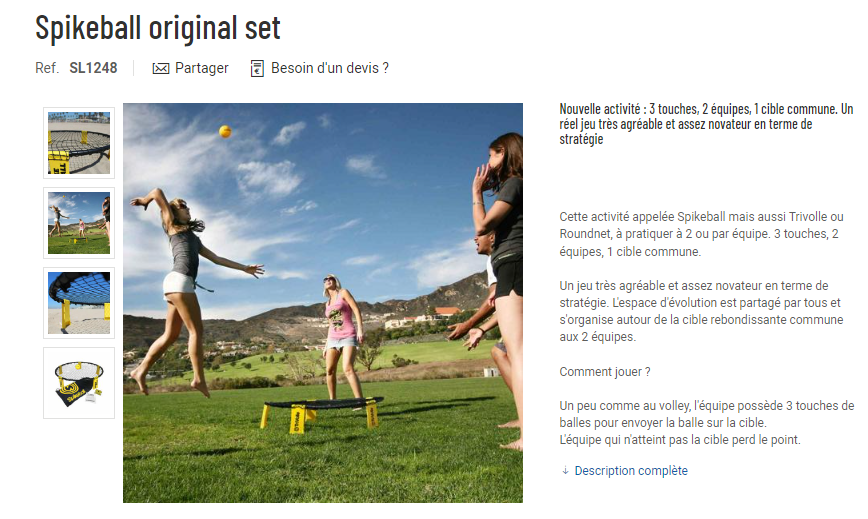 Spikeball original set
Ref. SL1248 Partager Besoin d'un devis ?
Nouvelle activité : 3 touches, 2 équipes, 1 cible commune. Un
réel jeu très agréable et assez novateur en terme de
stratégie
Cette activité appelée Spikeball mais aussi Trivolle ou
Roundnet, à pratiquer à 2 ou par équipe. 3 touches, 2
équipes, 1 cible commune.
Un jeu très agréable et assez novateur en terme de
stratégie. L'espace d'évolution est partagé par tous et
s'organise autour de la cible rebondissante commune
aux 2 équipes.
Comment jouer ?
Un peu comme au volley, l'équipe possède 3 touches de
balles pour envoyer la balle sur la cible.
L'équipe qui n'atteint pas la cible perd le point.
Description complète